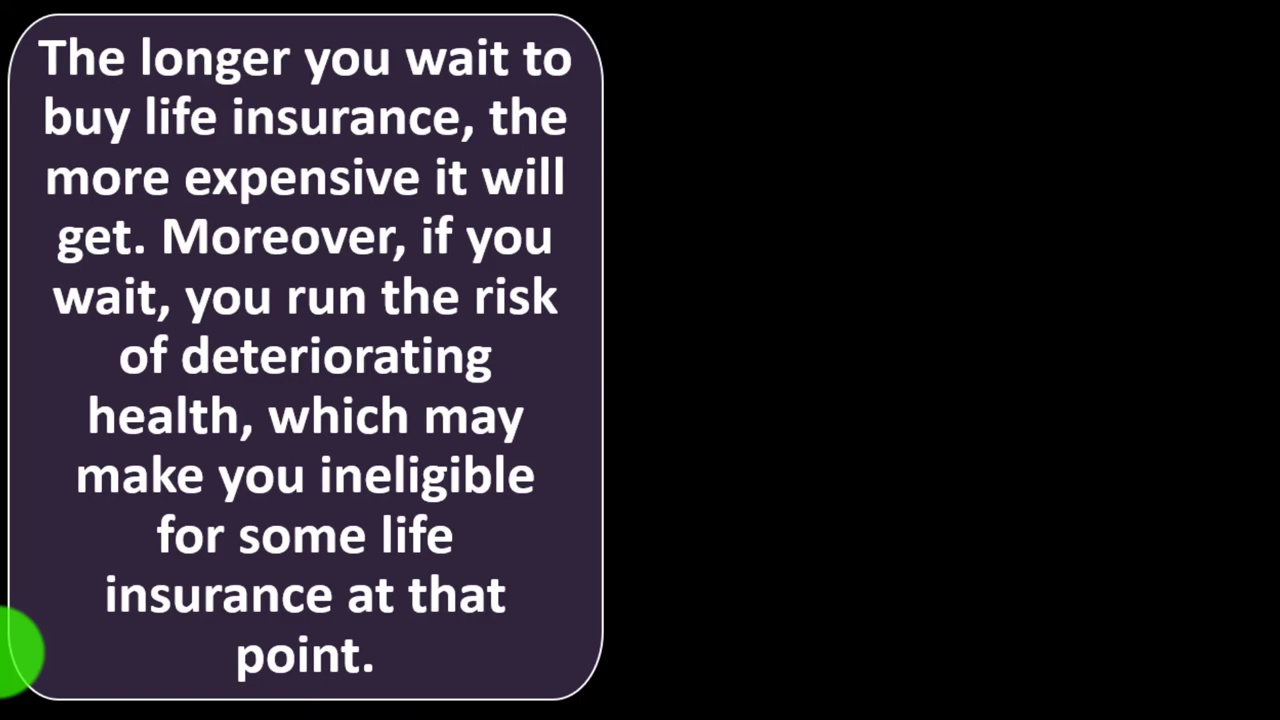 The longer you wait to
buy life insurance, the
more expensive it will
get. Moreover, if you
wait, you run the risk
of deteriorating
health, which may
make you ineligible
for some life
insurance at that
point.